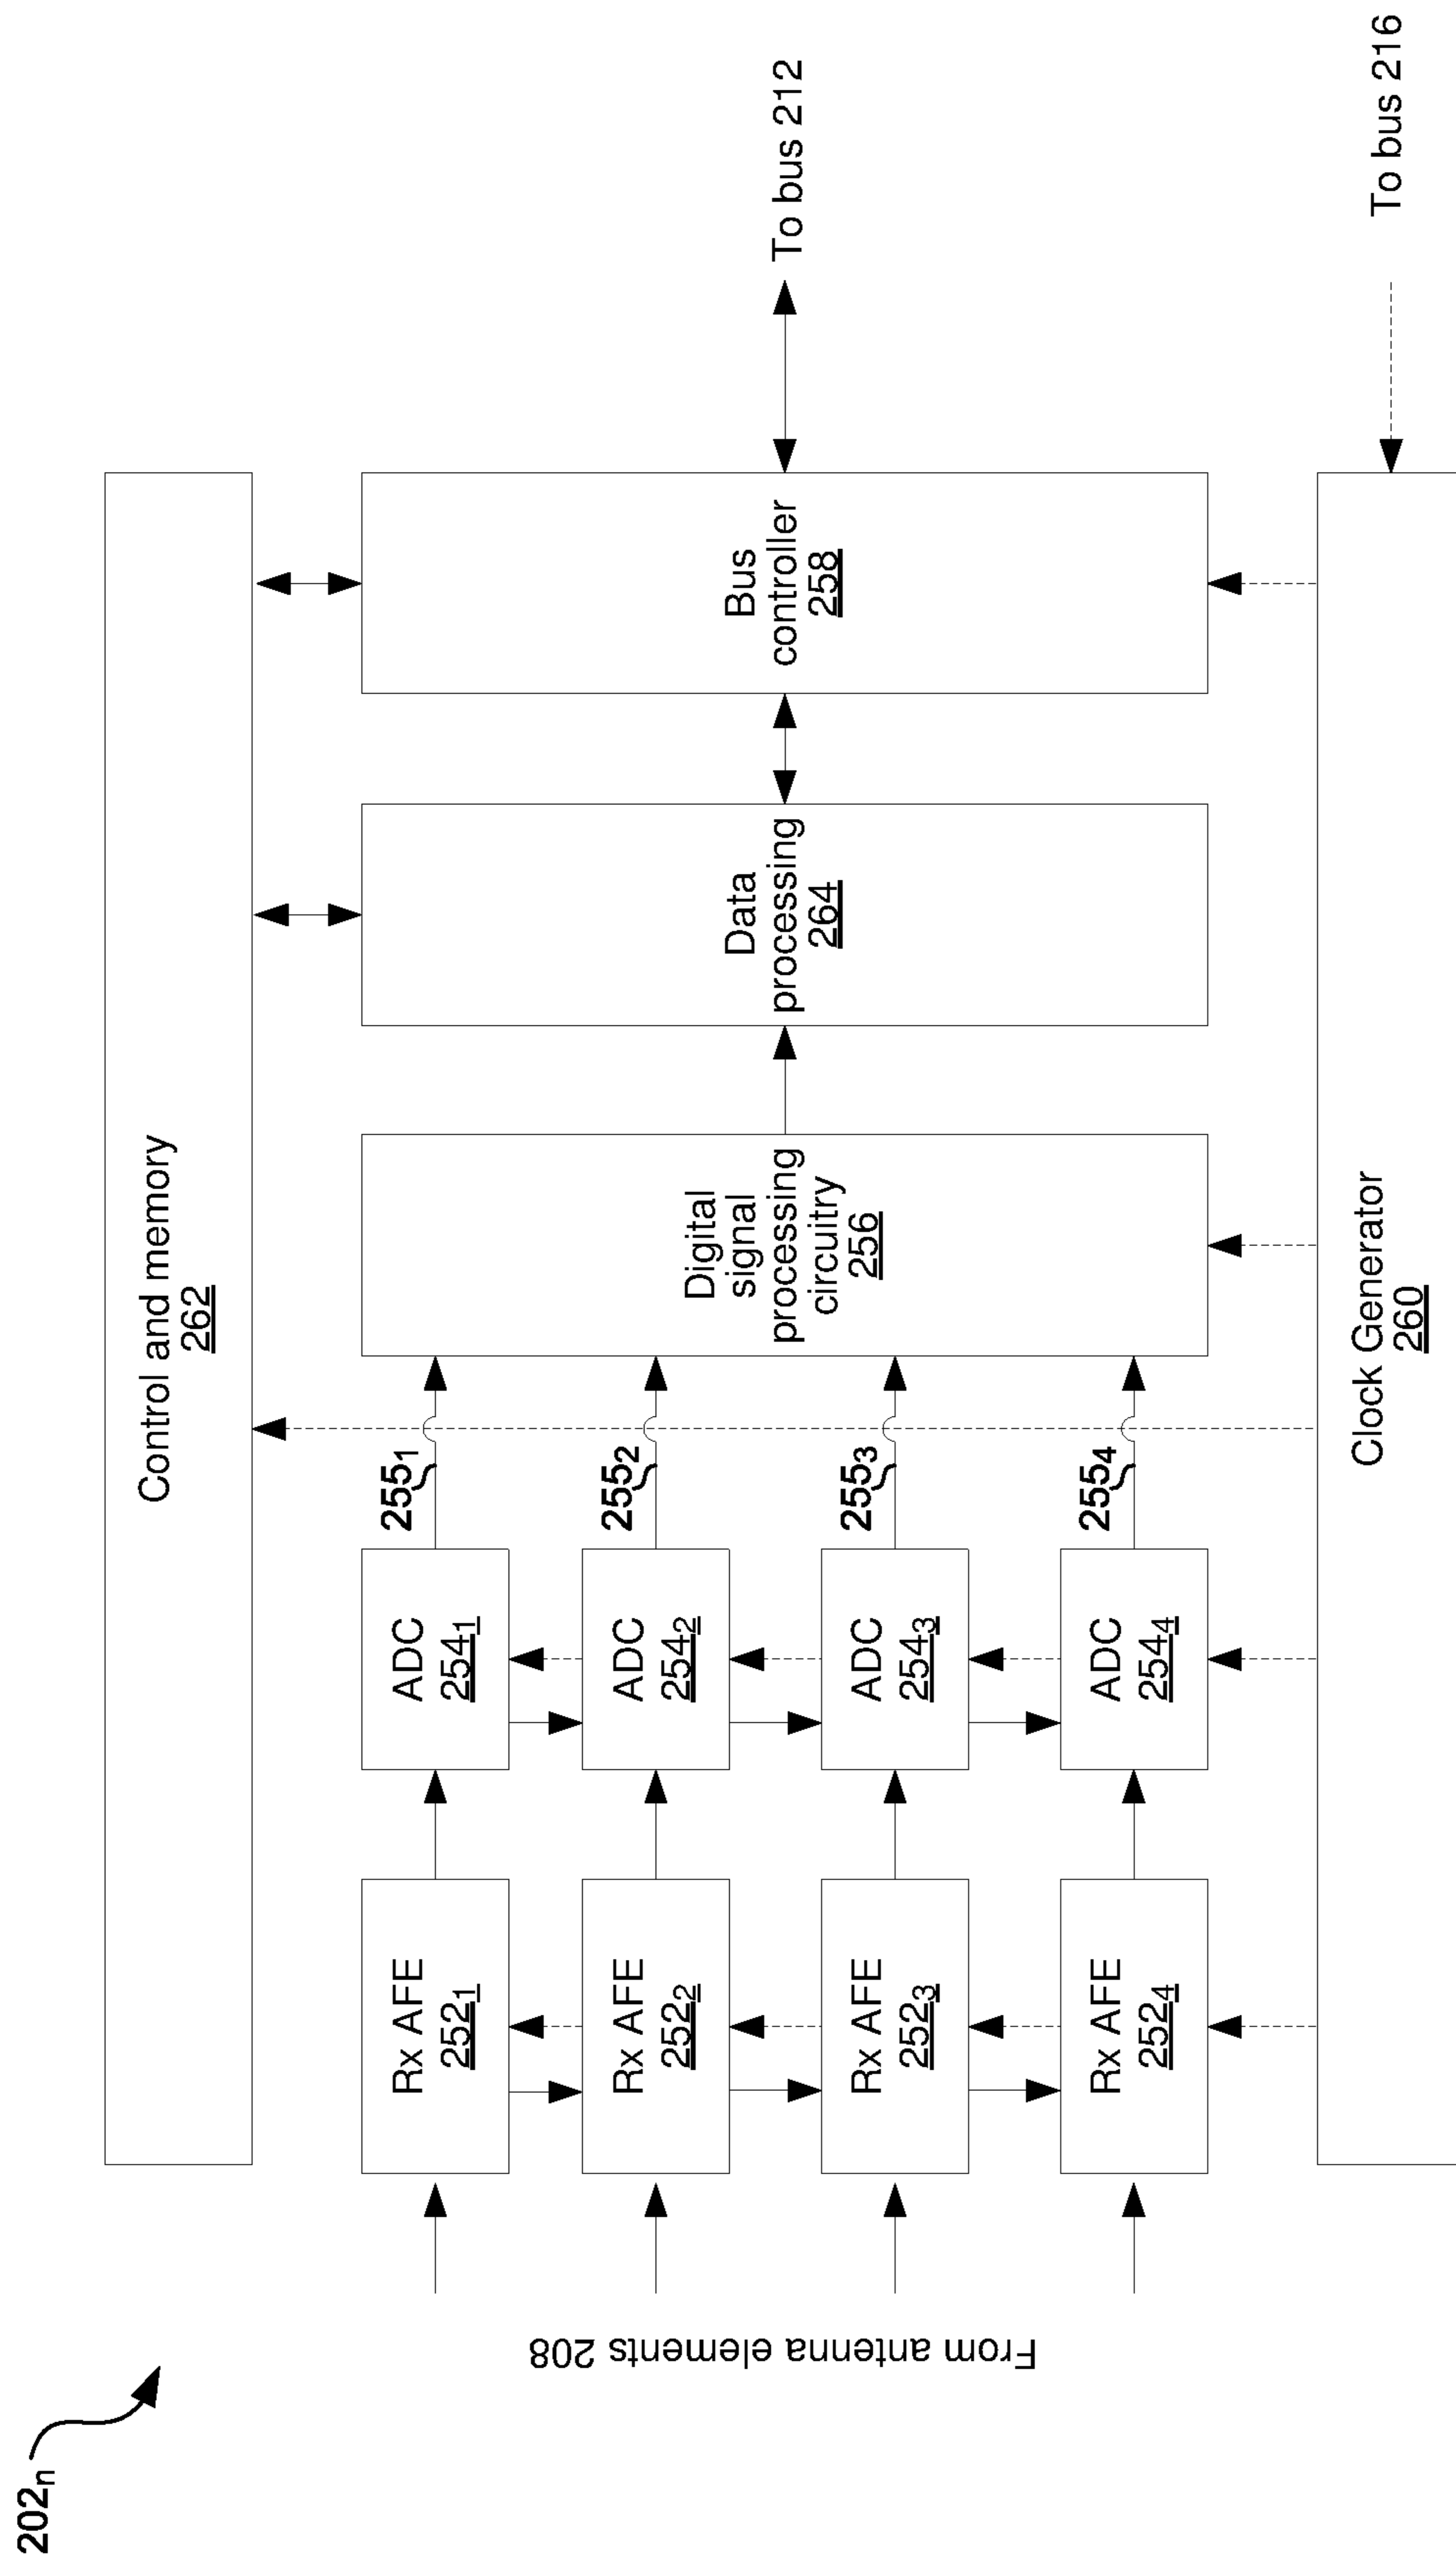 202n
Control and memory
262
From antenna elements 208
Rx AFE
2521
ADC
2541
2551
Rx AFE
2522
ADC
2542
2552
Rx AFE
2523
ADC
2543
2553
Rx AFE
2524
ADC
2544
2554
Digital
signal
processing
circuitry
256
Data
processing
264
Bus
controller
258
To bus 212
Clock Generator
260
To bus 216